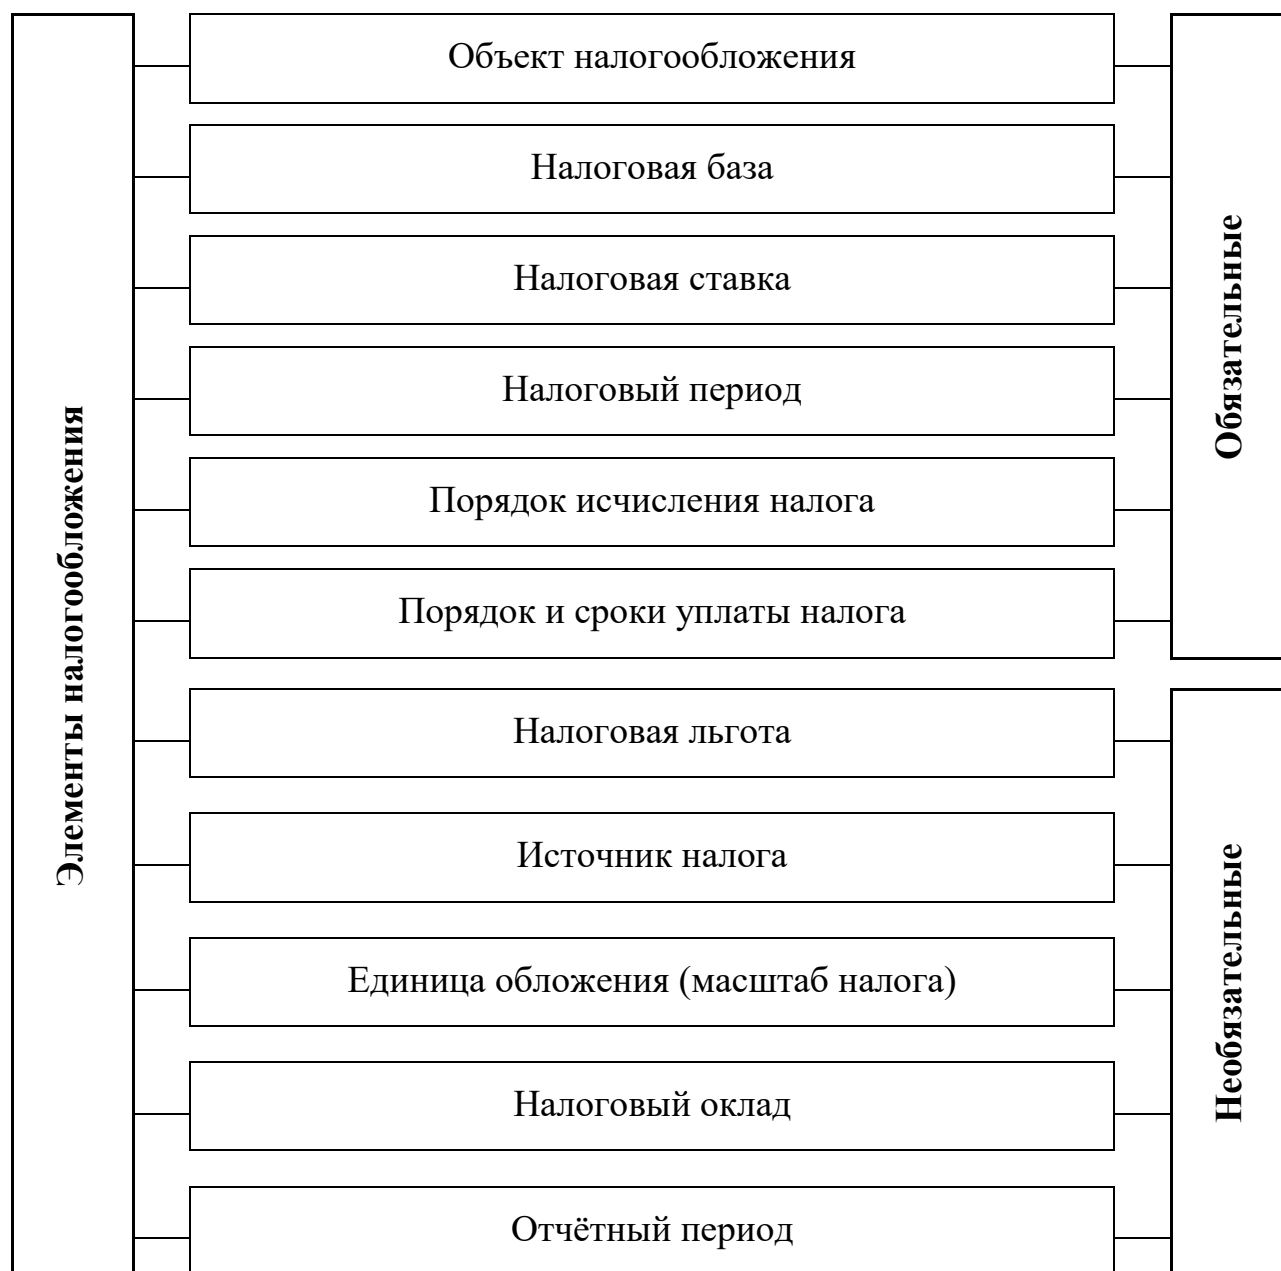 Элементы налогообложения
Объект налогообложения
Налоговая база
Налоговая ставка
Налоговый период
Порядок исчисления налога
Порядок и сроки уплаты налога
Налоговая льгота
Источник налога
Единица обложения (масштаб налога)
Налоговый оклад
Отчётный период
Обязательные
Необязательные